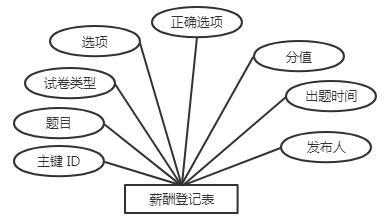 正确选项
选项
分值
试卷类型
出题时间
题目
发布人
主键 ID
薪酬登记表